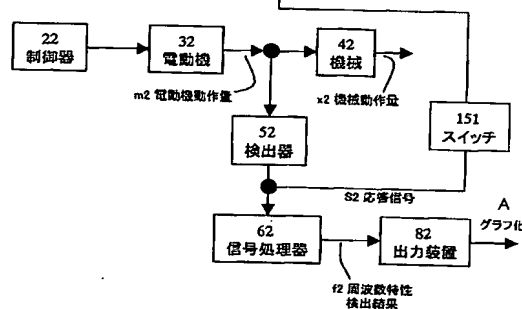 22
制御器
32
電動機
42
機械
m2 電動機動作量
x2 機械動作量
151
スイッチ
52
検出器
S2 応答信号
A
グラフ化
62
信号処理器
82
出力装置
f2 周波数特性
検出結果